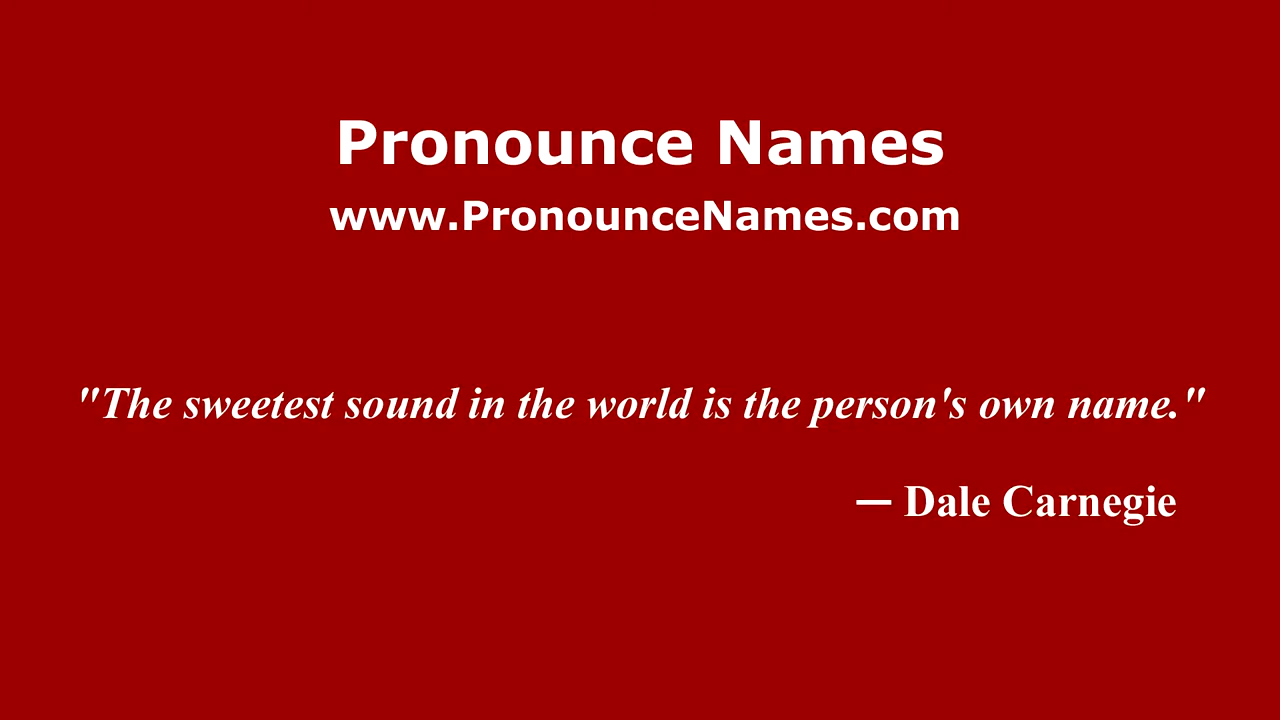 Pronounce Names
www.PronounceNames.com
"The sweetest sound in the world is the person's own name."
— Dale Carnegie